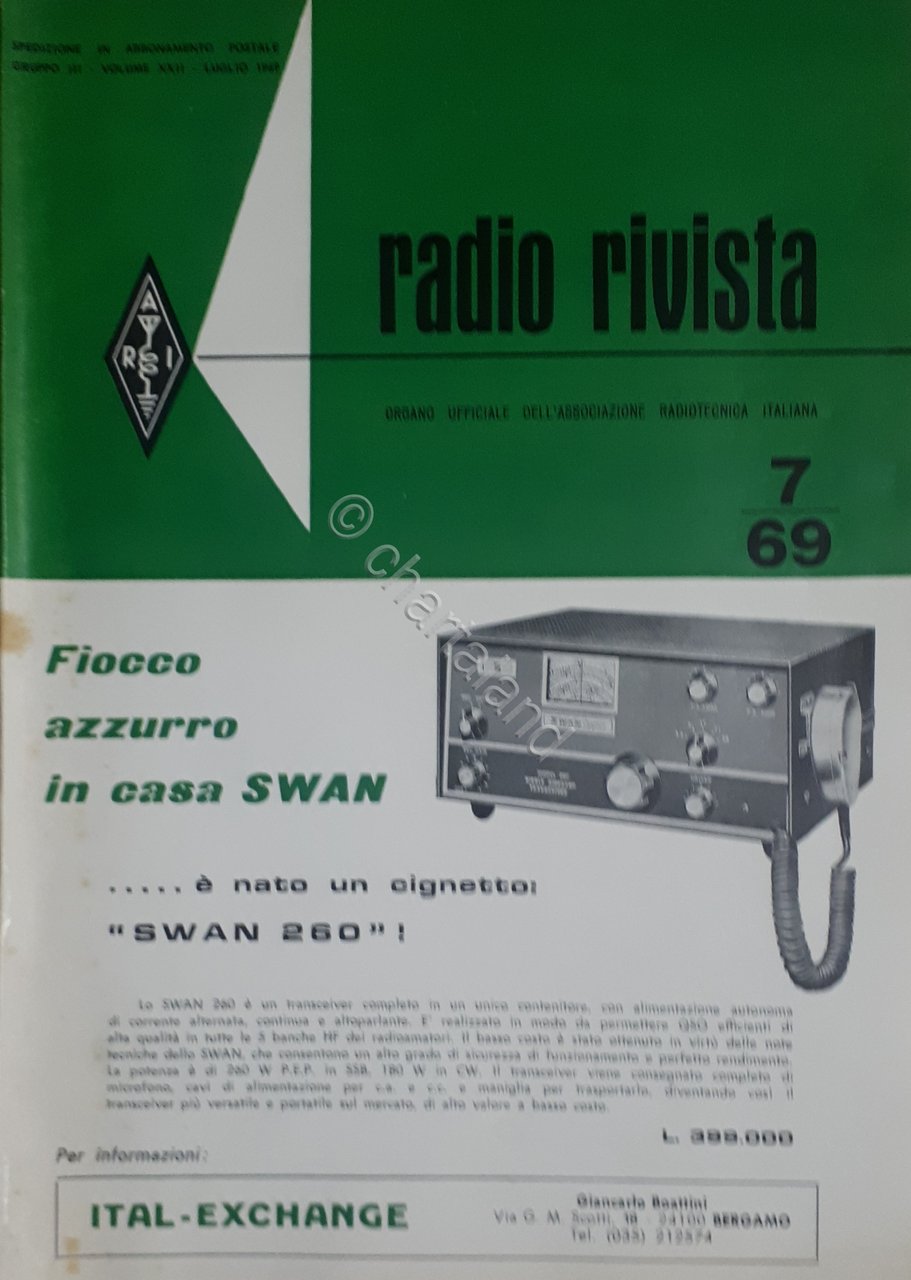 SPEDIZIONE IN ABBONAMENTO POSTALE
GRUPPO III - VOLUME XXII - LUGLIO 1969
A
R I
radio rivista
ORGANO UFFICIALE DELL'ASSOCIAZIONE RADIOTECNICA ITALIANA
7
69
© chartaland
Fiocco
azzurro
in casa SWAN
..... è nato un cignetto:
"SWAN 260" !
Lo SWAN 260 è un transceiver completo in un unico contenitore, con alimentazione autonoma
di corrente alternata, continua e altoparlante. E' realizzato in modo da permettere QSO efficienti di
alta qualità in tutte le 5 bande HF dei radioamatori. Il basso costo è stato ottenuto in virtù delle note
tecniche dello SWAN, che consentono un alto grado di sicurezza di funzionamento e perfetto rendimento.
La potenza è di 260 W P.E.P. in SSB, 180 W in CW. Il transceiver viene consegnato completo di
microfono, cavi di alimentazione per c.a. e c.c. e maniglia per trasportarlo, diventando così il
transceiver più versatile e portatile sul mercato, di alto valore a basso costo.
L.
Per informazioni:
ITAL-EXCHANGE
Giancarlo Beattini
Via G. M. Scotti, 18 - 24100 BERGAMO
Tel. (035) 212874